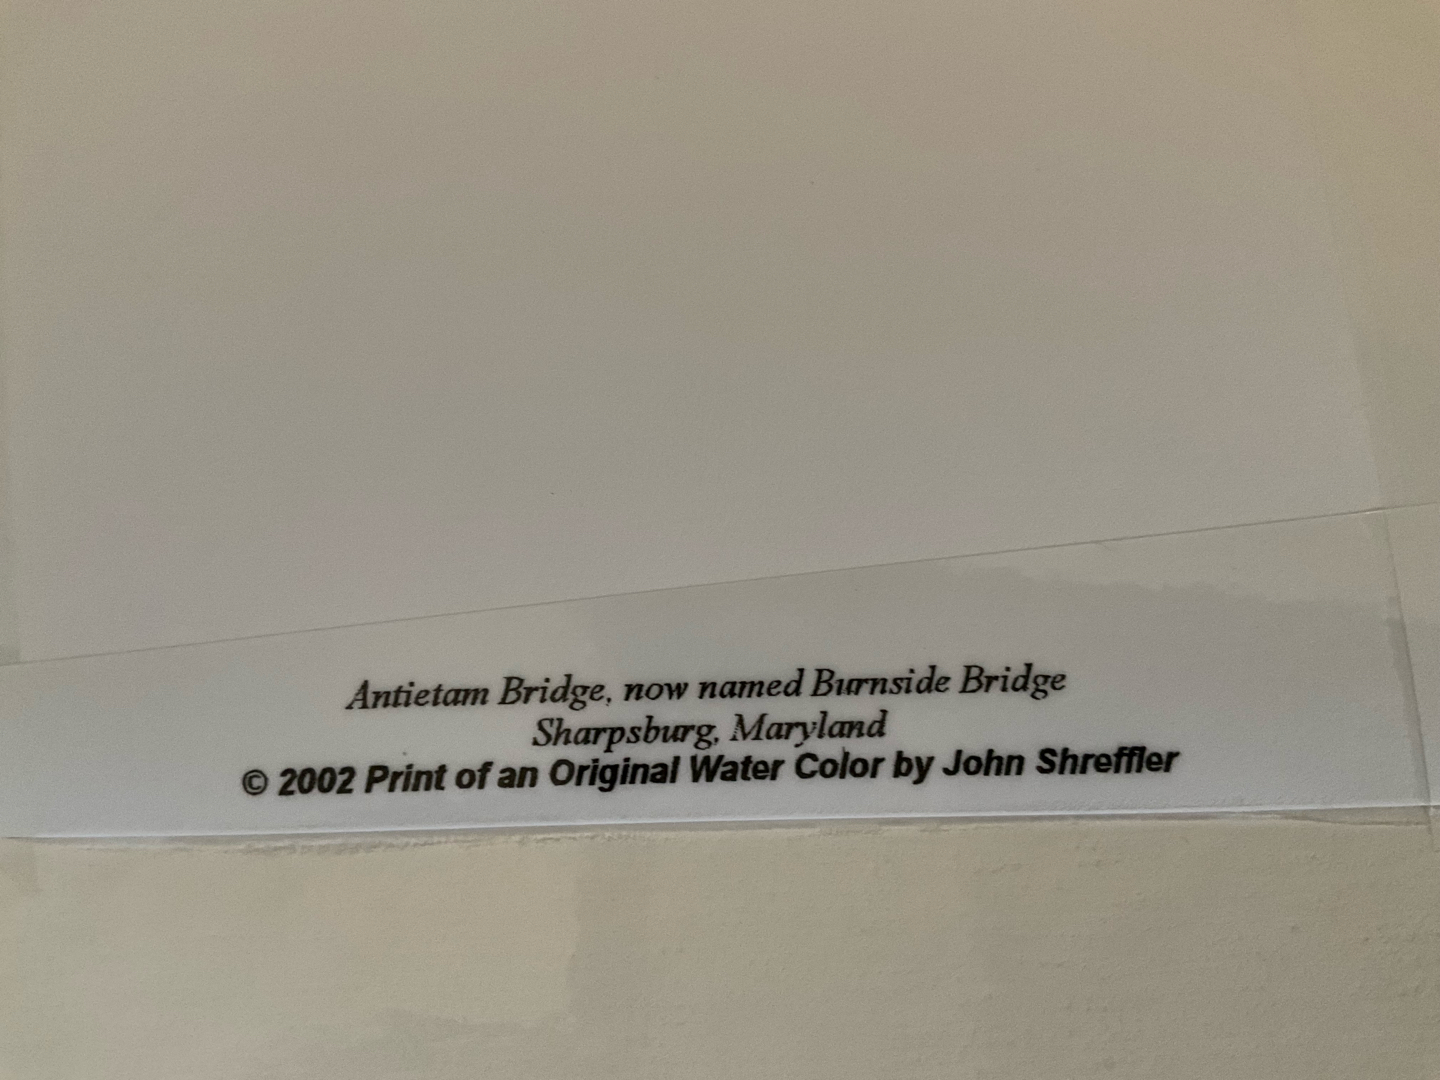 Antietam Bridge, now named Burnside Bridge
Sharpsburg, Maryland
© 2002 Print of an Original Water Color by John Shreffler